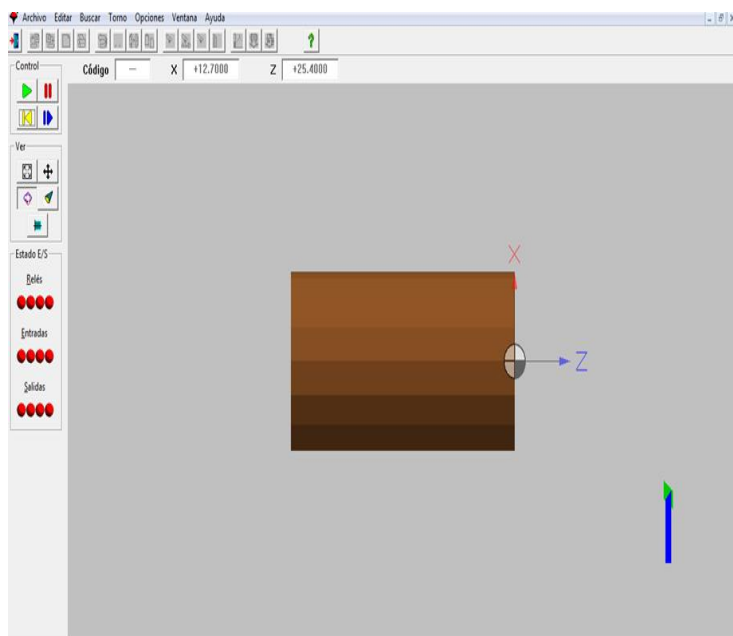 Archivo Editar Buscar Torno Opciones Ventana Ayuda
?
Control
Código --- X +12.7000 Z +25.4000
Ver
Estado E/S
Relés
Entradas
Salidas
X
Z